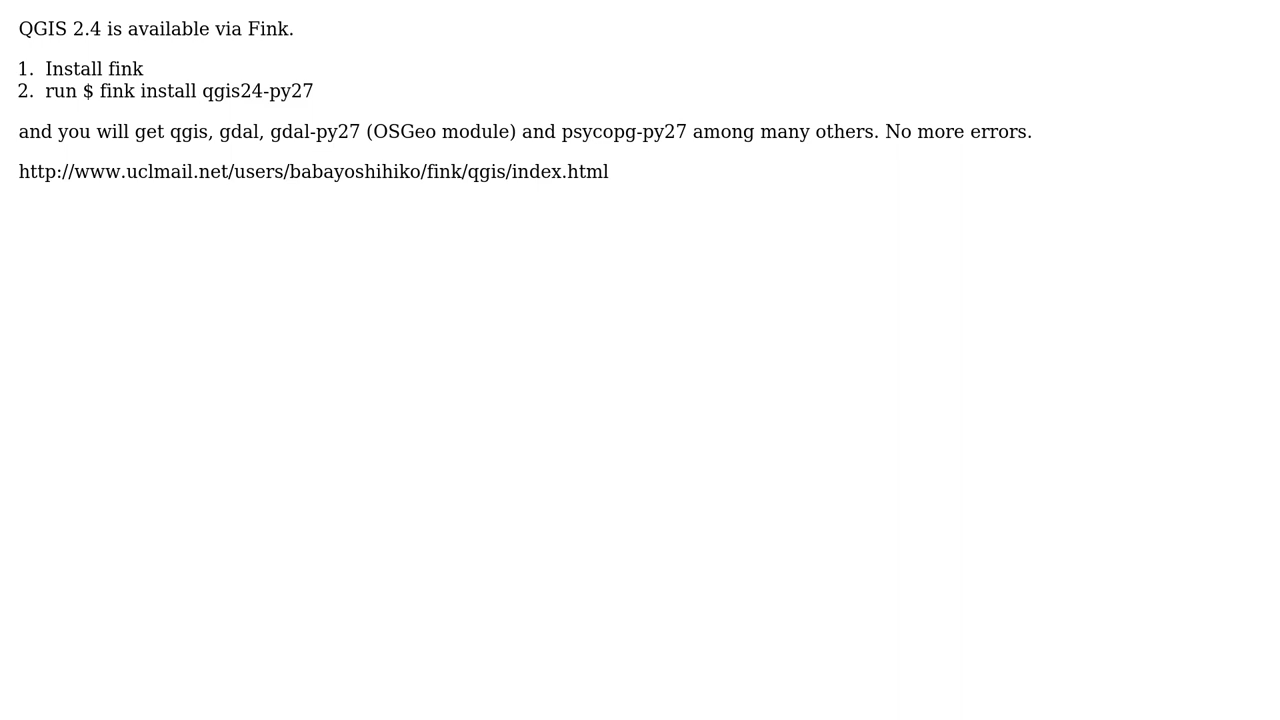 QGIS 2.4 is available via Fink.
1. Install fink
2. run $ fink install qgis24-py27
and you will get qgis, gdal, gdal-py27 (OSGeo module) and psycopg-py27 among many others. No more errors.
http://www.uclmail.net/users/babayoshihiko/fink/qgis/index.html